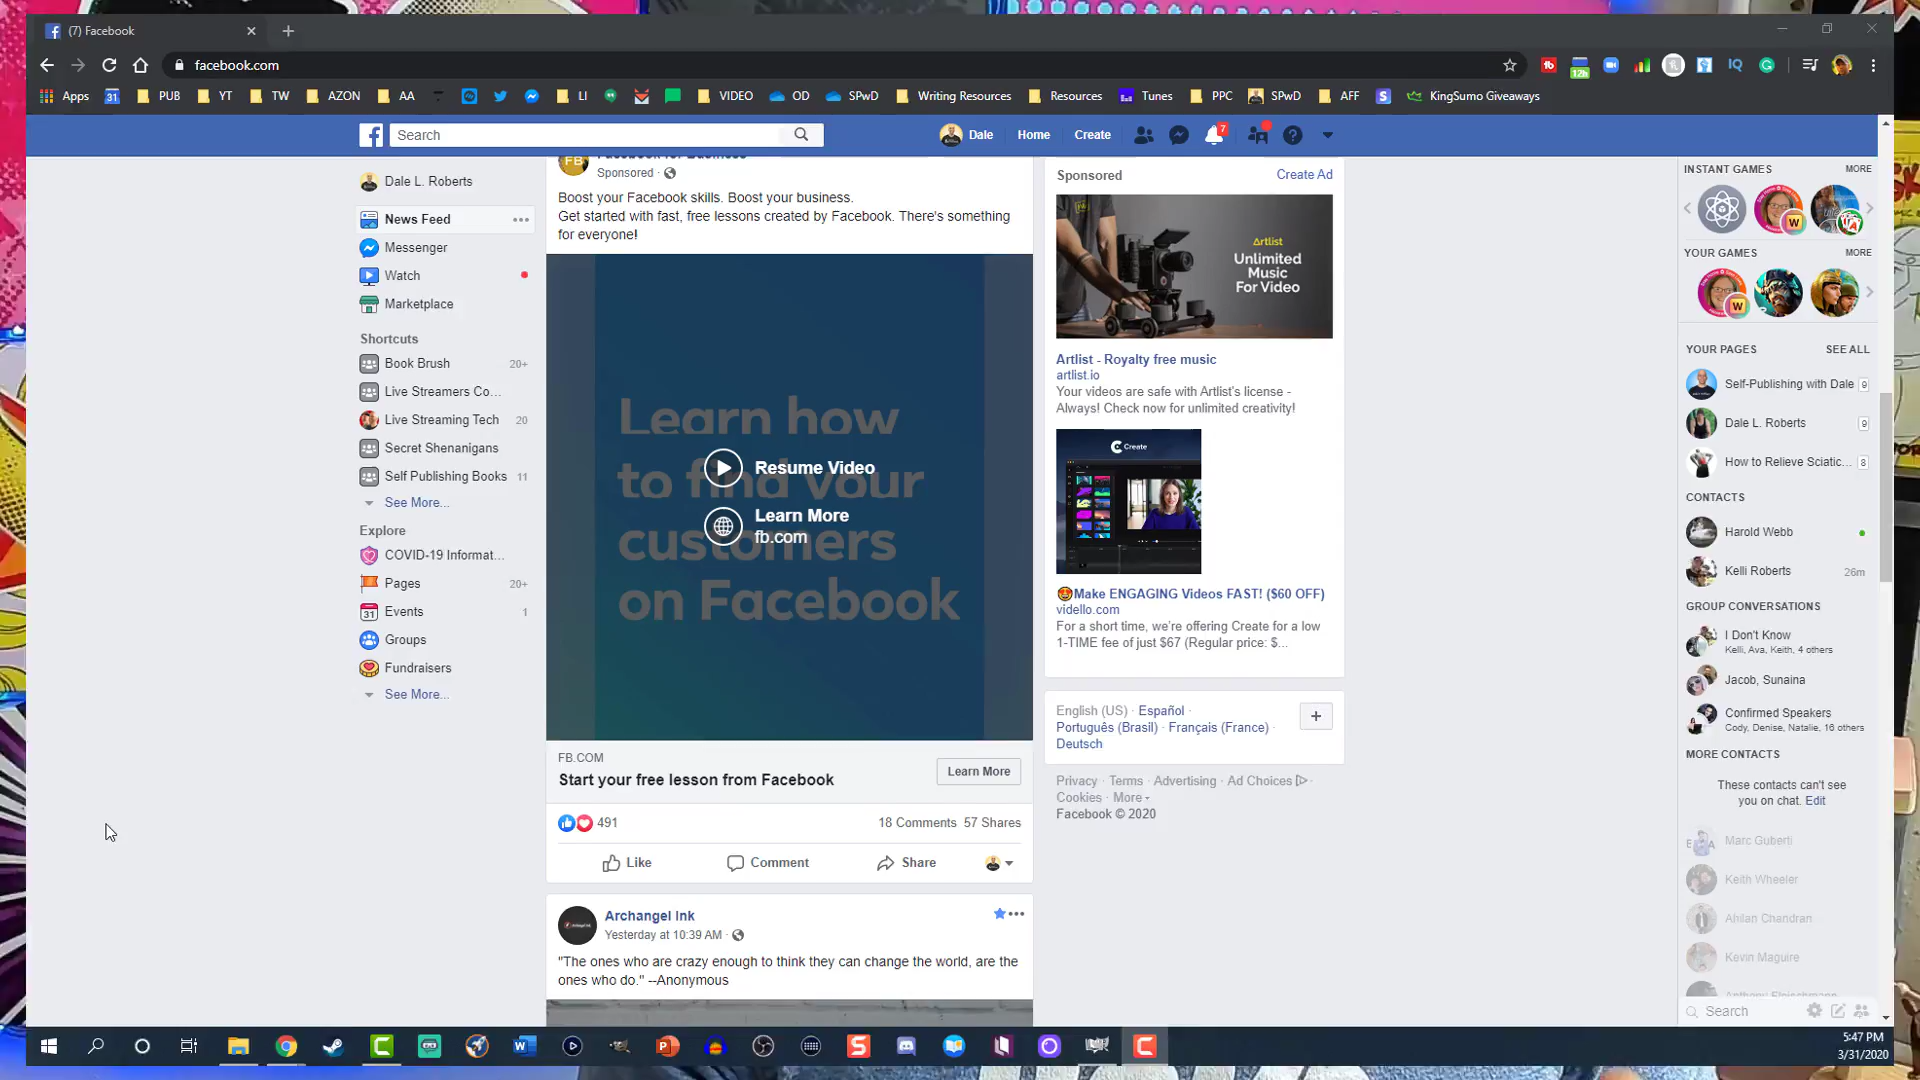 (7) Facebook
facebook.com
12h
IQ
Apps
31
PUB
YT
TW
AZON
AA
LI
VIDEO
OD
SPwD
Writing Resources
Resources
Tunes
PPC
SPwD
AFF
KingSumo Giveaways
Search
Dale
Home
Create
7
Dale L. Roberts
News Feed
Messenger
Watch
Marketplace
Shortcuts
Book Brush 20+
Live Streamers Co...
Live Streaming Tech 20
Secret Shenanigans
Self Publishing Books 11
See More...
Explore
COVID-19 Informat...
Pages 20+
Events 1
Groups
Fundraisers
See More...
FB
Facebook for Business
Sponsored ·
Boost your Facebook skills. Boost your business.
Get started with fast, free lessons created by Facebook. There's something
for everyone!
Learn how
to find your
customers
on Facebook
Resume Video
Learn More
fb.com
FB.COM
Start your free lesson from Facebook
Learn More
491
18 Comments 57 Shares
Like
Comment
Share
Archangel Ink
Yesterday at 10:39 AM ·
"The ones who are crazy enough to think they can change the world, are the
ones who do." --Anonymous
Sponsored
Create Ad
Artlist
Unlimited
Music
For Video
Artlist - Royalty free music
artlist.io
Your videos are safe with Artlist's license -
Always! Check now for unlimited creativity!
Create
Make ENGAGING Videos FAST! ($60 OFF)
vidello.com
For a short time, we're offering Create for a low
1-TIME fee of just $67 (Regular price: $...
English (US) · Español ·
Português (Brasil) · Français (France) ·
Deutsch
Privacy · Terms · Advertising · Ad Choices ·
Cookies · More
Facebook © 2020
INSTANT GAMES MORE
W
YOUR GAMES MORE
W
YOUR PAGES SEE ALL
Self-Publishing with Dale 9
Dale L. Roberts 9
How to Relieve Sciatic... 8
CONTACTS
Harold Webb
Kelli Roberts 26m
GROUP CONVERSATIONS
I Don't Know
Kelli, Ava, Keith, 4 others
Jacob, Sunaina
Confirmed Speakers
Cody, Denise, Natalie, 16 others
MORE CONTACTS
These contacts can't see
you on chat. Edit
Marc Guberti
Keith Wheeler
Ahilan Chandran
Kevin Maguire
Anthony Fleischmann
Search
5:47 PM
3/31/2020